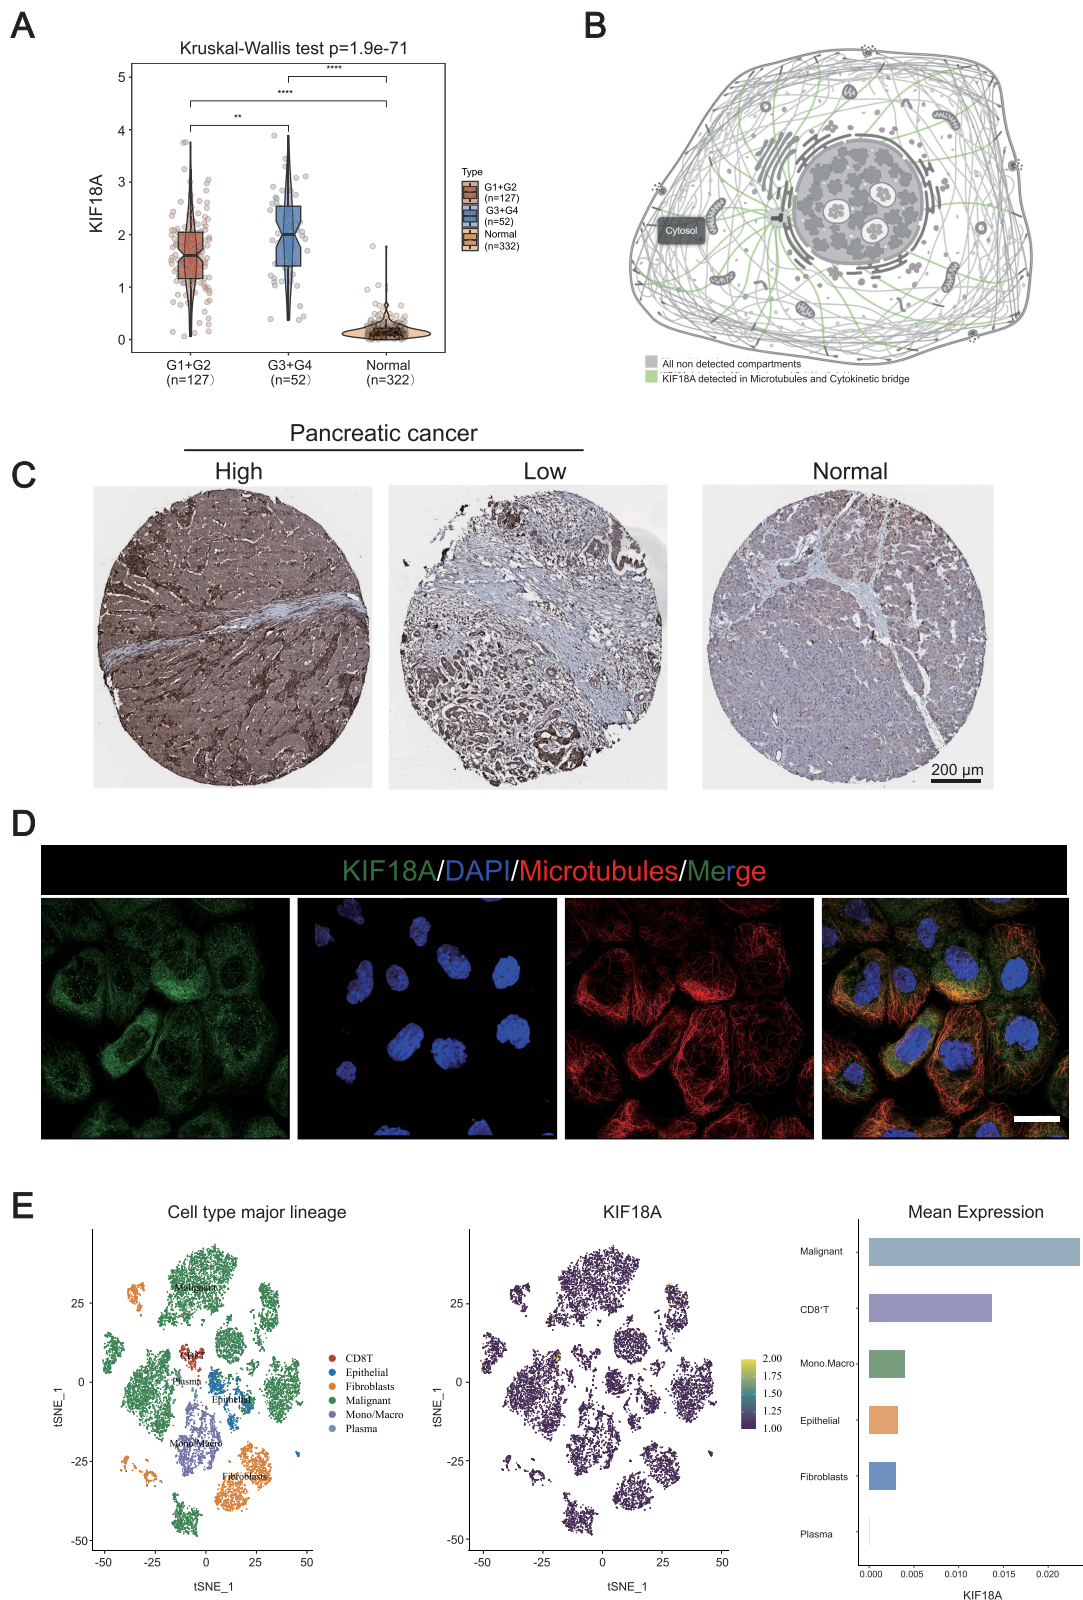 A
Kruskal-Wallis test p=1.9e-71
****
****
**
5
4
3
2
1
0
KIF18A
G1+G2
(n=127)
G3+G4
(n=52)
Normal
(n=322)
Type
G1+G2
(n=127)
G3+G4
(n=52)
Normal
(n=332)
B
Cytosol
All non detected compartments
KIF18A detected in Microtubules and Cytokinetic bridge
C
Pancreatic cancer
High
Low
Normal
200 µm
D
KIF18A/DAPI/Microtubules/Merge
E
Cell type major lineage
25
0
-25
-50
tSNE_1
-50
-25
0
25
50
tSNE_1
Malignant
CD8T
Plasma
Epithelial
Mono/Macro
Fibroblasts
CD8T
Epithelial
Fibroblasts
Malignant
Mono/Macro
Plasma
KIF18A
25
0
-25
-50
tSNE_1
-50
-25
0
25
50
tSNE_1
2.00
1.75
1.50
1.25
1.00
Mean Expression
Malignant
CD8⁺T
Mono.Macro
Epithelial
Fibroblasts
Plasma
0.000
0.005
0.010
0.015
0.020
KIF18A